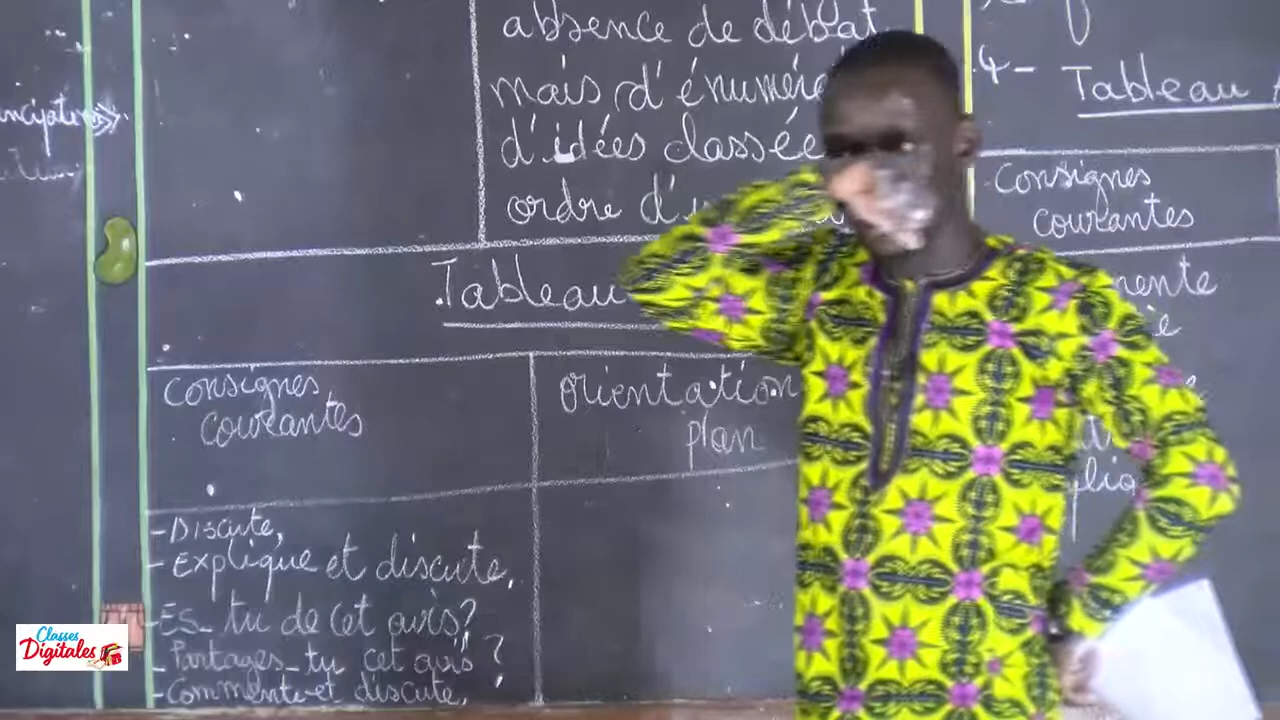 absence de débat
mais d'énumér
d'idées classée
ordre d'
Tableau
consignes
courantes
orientation
plan
- Discute,
- Explique et discute,
- Es-tu de cet avis?
- Partages-tu cet avis ?
- Commente et discute,
4- Tableau
Consignes
courantes
mente
Classes
Digitales